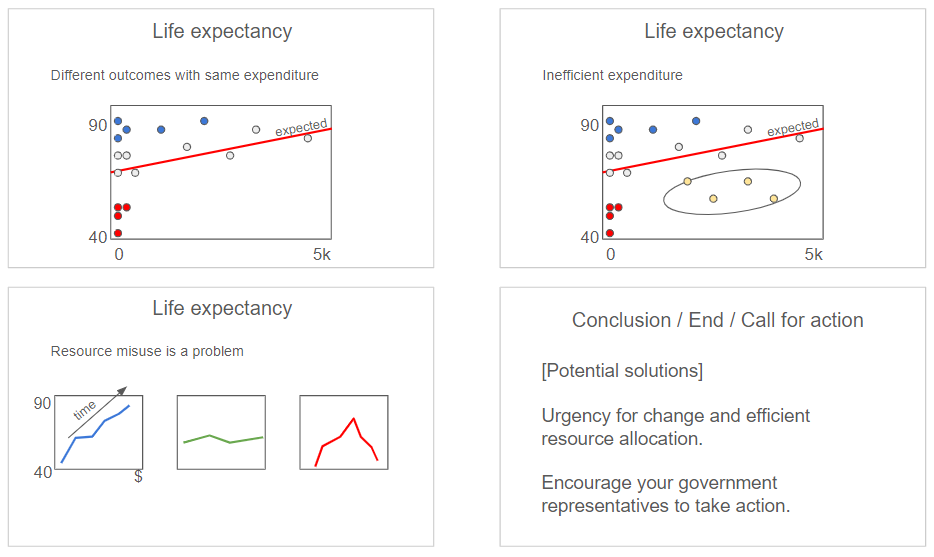 Life expectancy
Different outcomes with same expenditure
90
expected
40
0
5k
Life expectancy
Inefficient expenditure
90
expected
40
0
5k
Life expectancy
Resource misuse is a problem
90
time
40
$
Conclusion / End / Call for action
[Potential solutions]
Urgency for change and efficient
resource allocation.
Encourage your government
representatives to take action.